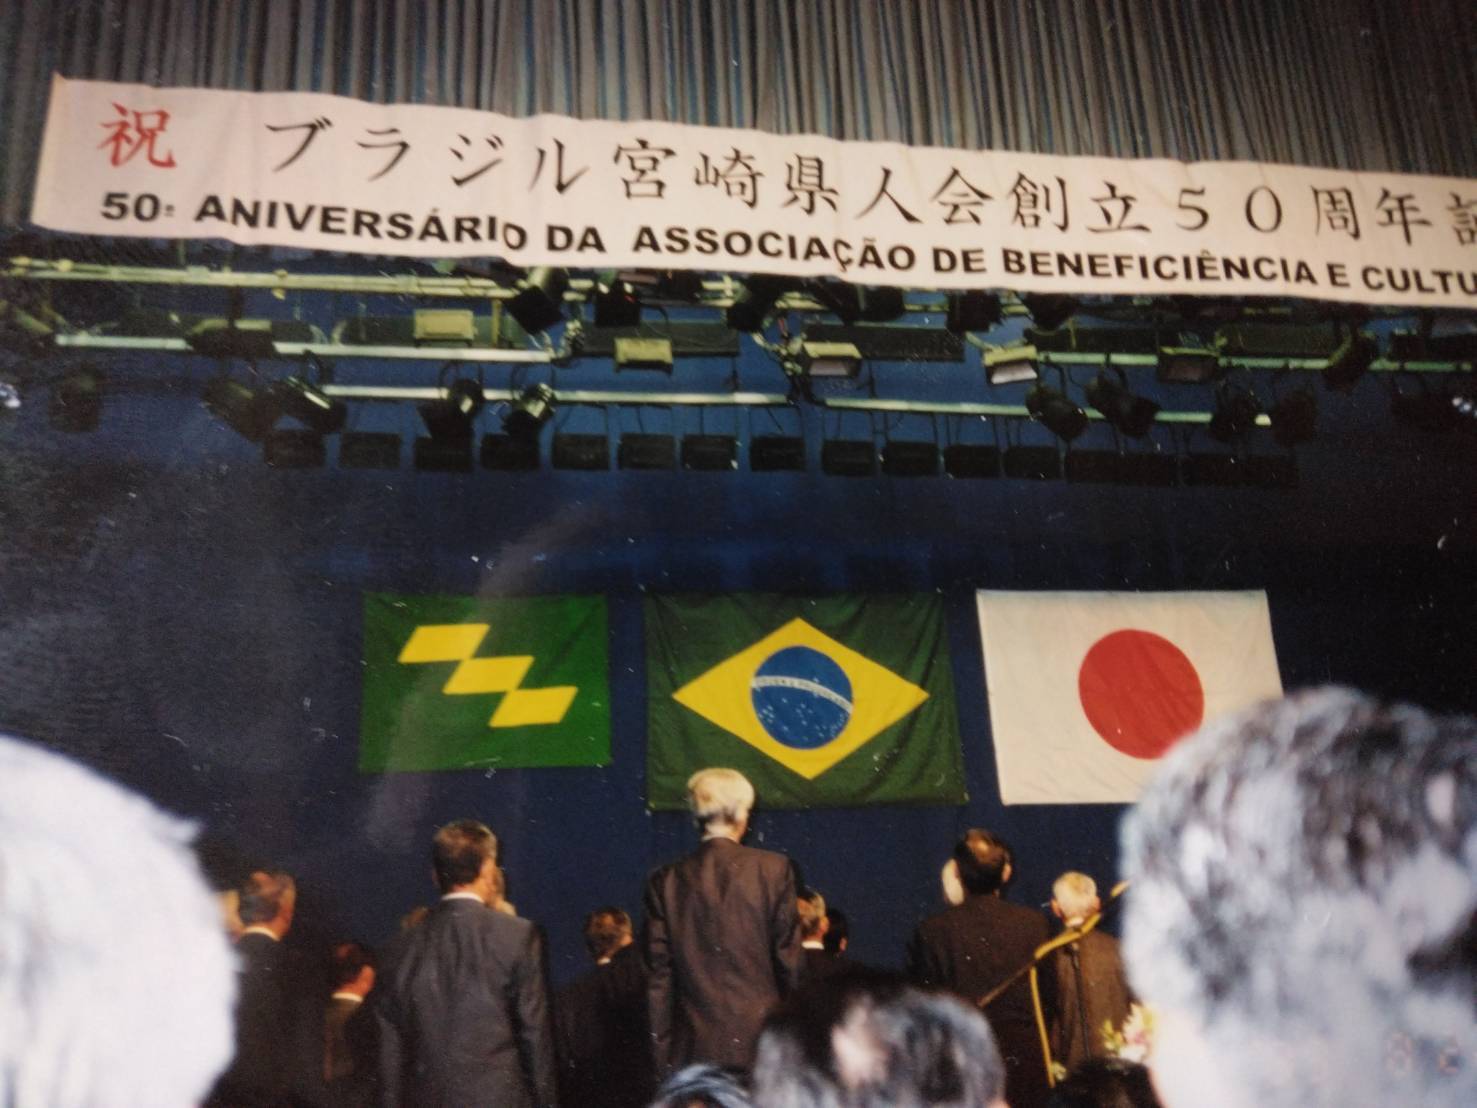 祝 ブラジル宮崎県人会創立50周年
50º ANIVERSÁRIO DA ASSOCIAÇÃO DE BENEFICIÊNCIA E CULTU